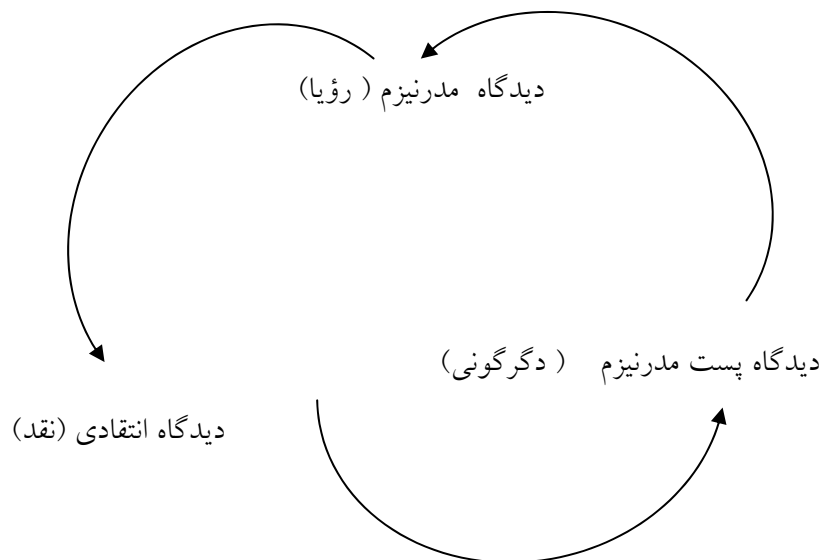 دیدگاه مدرنیزم ( رؤیا)
دیدگاه پست مدرنیزم ( دگرگونی)
دیدگاه انتقادی (نقد)